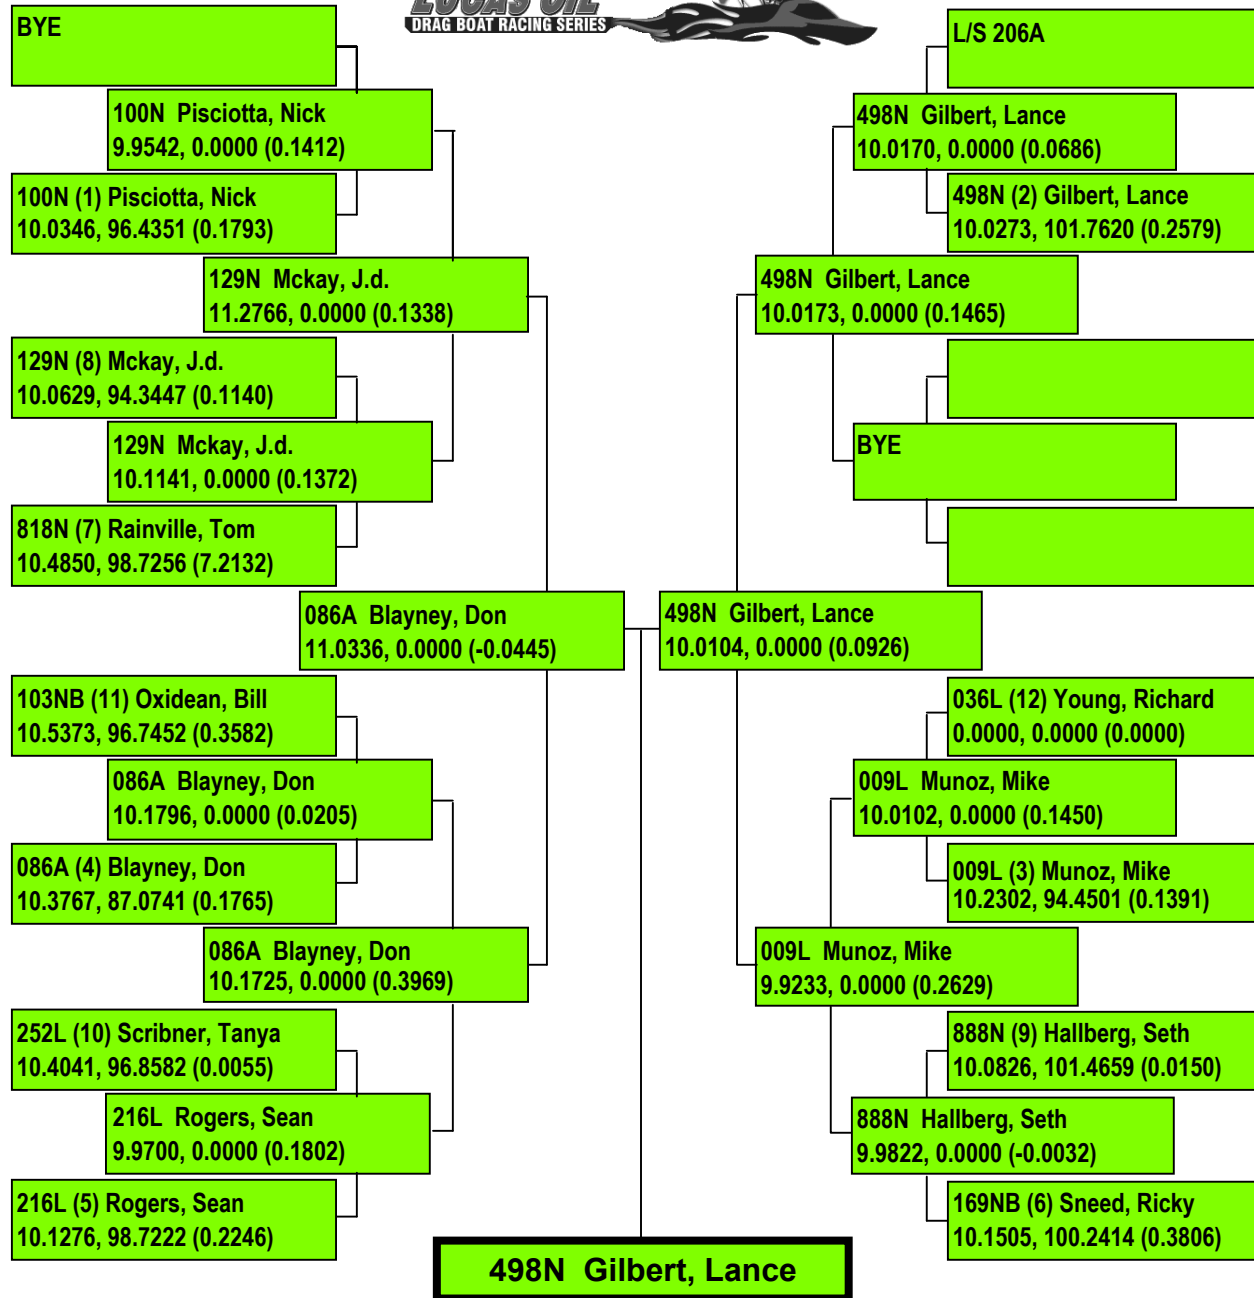 LUCAS OIL
DRAG BOAT RACING SERIES
BYE
100N Pisciotta, Nick
9.9542, 0.0000 (0.1412)
100N (1) Pisciotta, Nick
10.0346, 96.4351 (0.1793)
129N Mckay, J.d.
11.2766, 0.0000 (0.1338)
129N (8) Mckay, J.d.
10.0629, 94.3447 (0.1140)
129N Mckay, J.d.
10.1141, 0.0000 (0.1372)
818N (7) Rainville, Tom
10.4850, 98.7256 (7.2132)
086A Blayney, Don
11.0336, 0.0000 (-0.0445)
103NB (11) Oxidean, Bill
10.5373, 96.7452 (0.3582)
086A Blayney, Don
10.1796, 0.0000 (0.0205)
086A (4) Blayney, Don
10.3767, 87.0741 (0.1765)
086A Blayney, Don
10.1725, 0.0000 (0.3969)
252L (10) Scribner, Tanya
10.4041, 96.8582 (0.0055)
216L Rogers, Sean
9.9700, 0.0000 (0.1802)
216L (5) Rogers, Sean
10.1276, 98.7222 (0.2246)
L/S 206A
498N Gilbert, Lance
10.0170, 0.0000 (0.0686)
498N (2) Gilbert, Lance
10.0273, 101.7620 (0.2579)
498N Gilbert, Lance
10.0173, 0.0000 (0.1465)
BYE
498N Gilbert, Lance
10.0104, 0.0000 (0.0926)
036L (12) Young, Richard
0.0000, 0.0000 (0.0000)
009L Munoz, Mike
10.0102, 0.0000 (0.1450)
009L (3) Munoz, Mike
10.2302, 94.4501 (0.1391)
009L Munoz, Mike
9.9233, 0.0000 (0.2629)
888N (9) Hallberg, Seth
10.0826, 101.4659 (0.0150)
888N Hallberg, Seth
9.9822, 0.0000 (-0.0032)
169NB (6) Sneed, Ricky
10.1505, 100.2414 (0.3806)
498N Gilbert, Lance